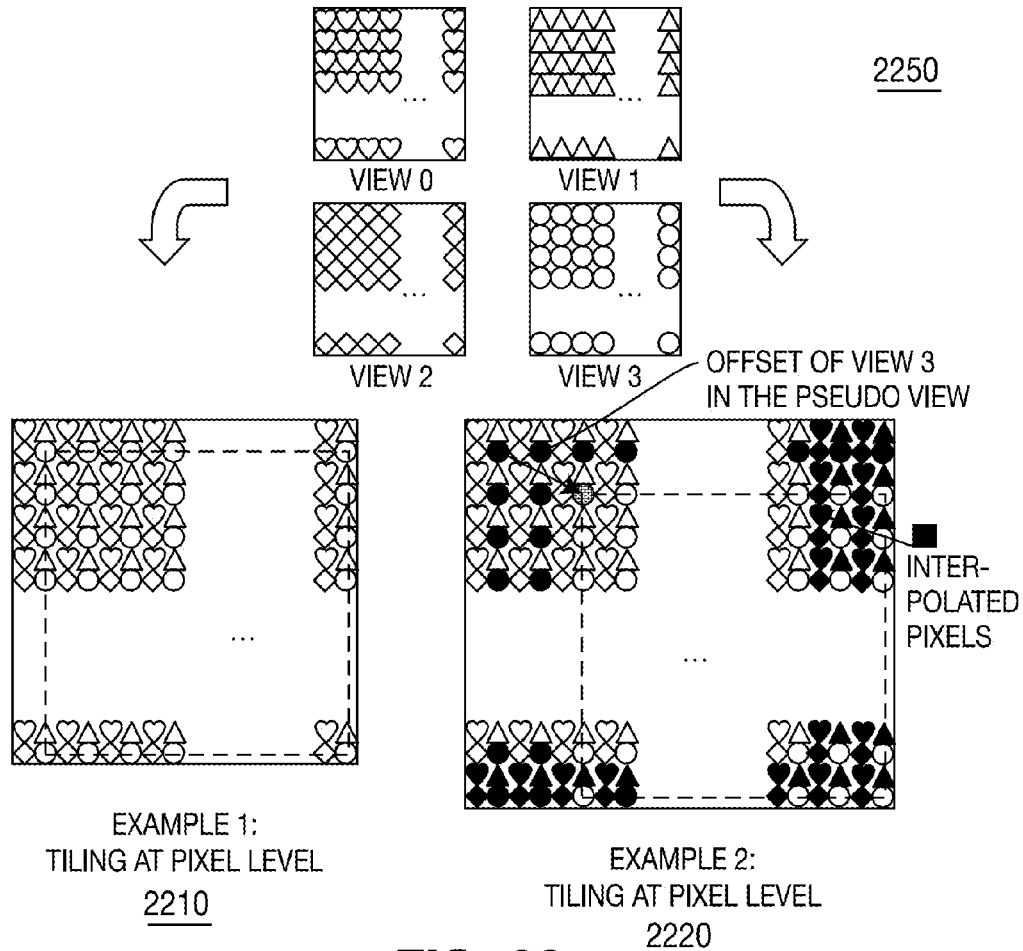 2250
VIEW 0
VIEW 1
...
...
...
...
VIEW 2
VIEW 3
OFFSET OF VIEW 3
IN THE PSEUDO VIEW
INTER-
POLATED
PIXELS
...
...
EXAMPLE 1:
TILING AT PIXEL LEVEL
2210
EXAMPLE 2:
TILING AT PIXEL LEVEL
2220